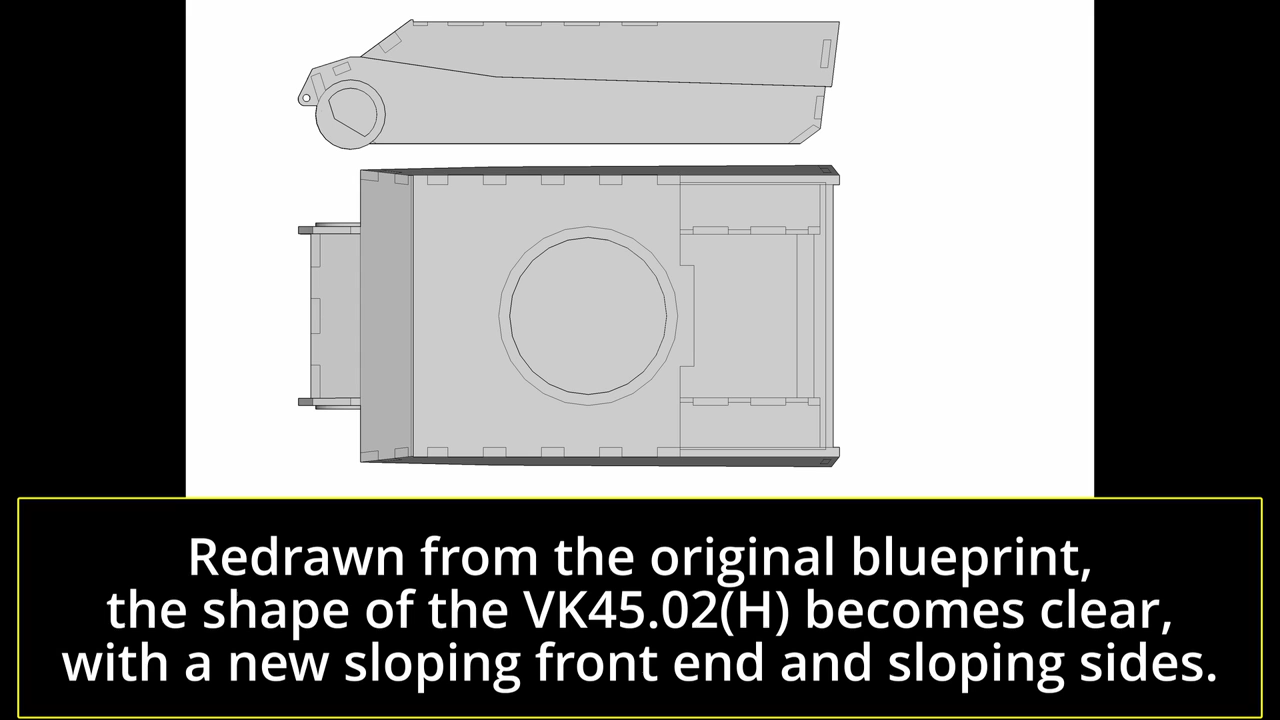 Redrawn from the original blueprint,
the shape of the VK45.02(H) becomes clear,
with a new sloping front end and sloping sides.